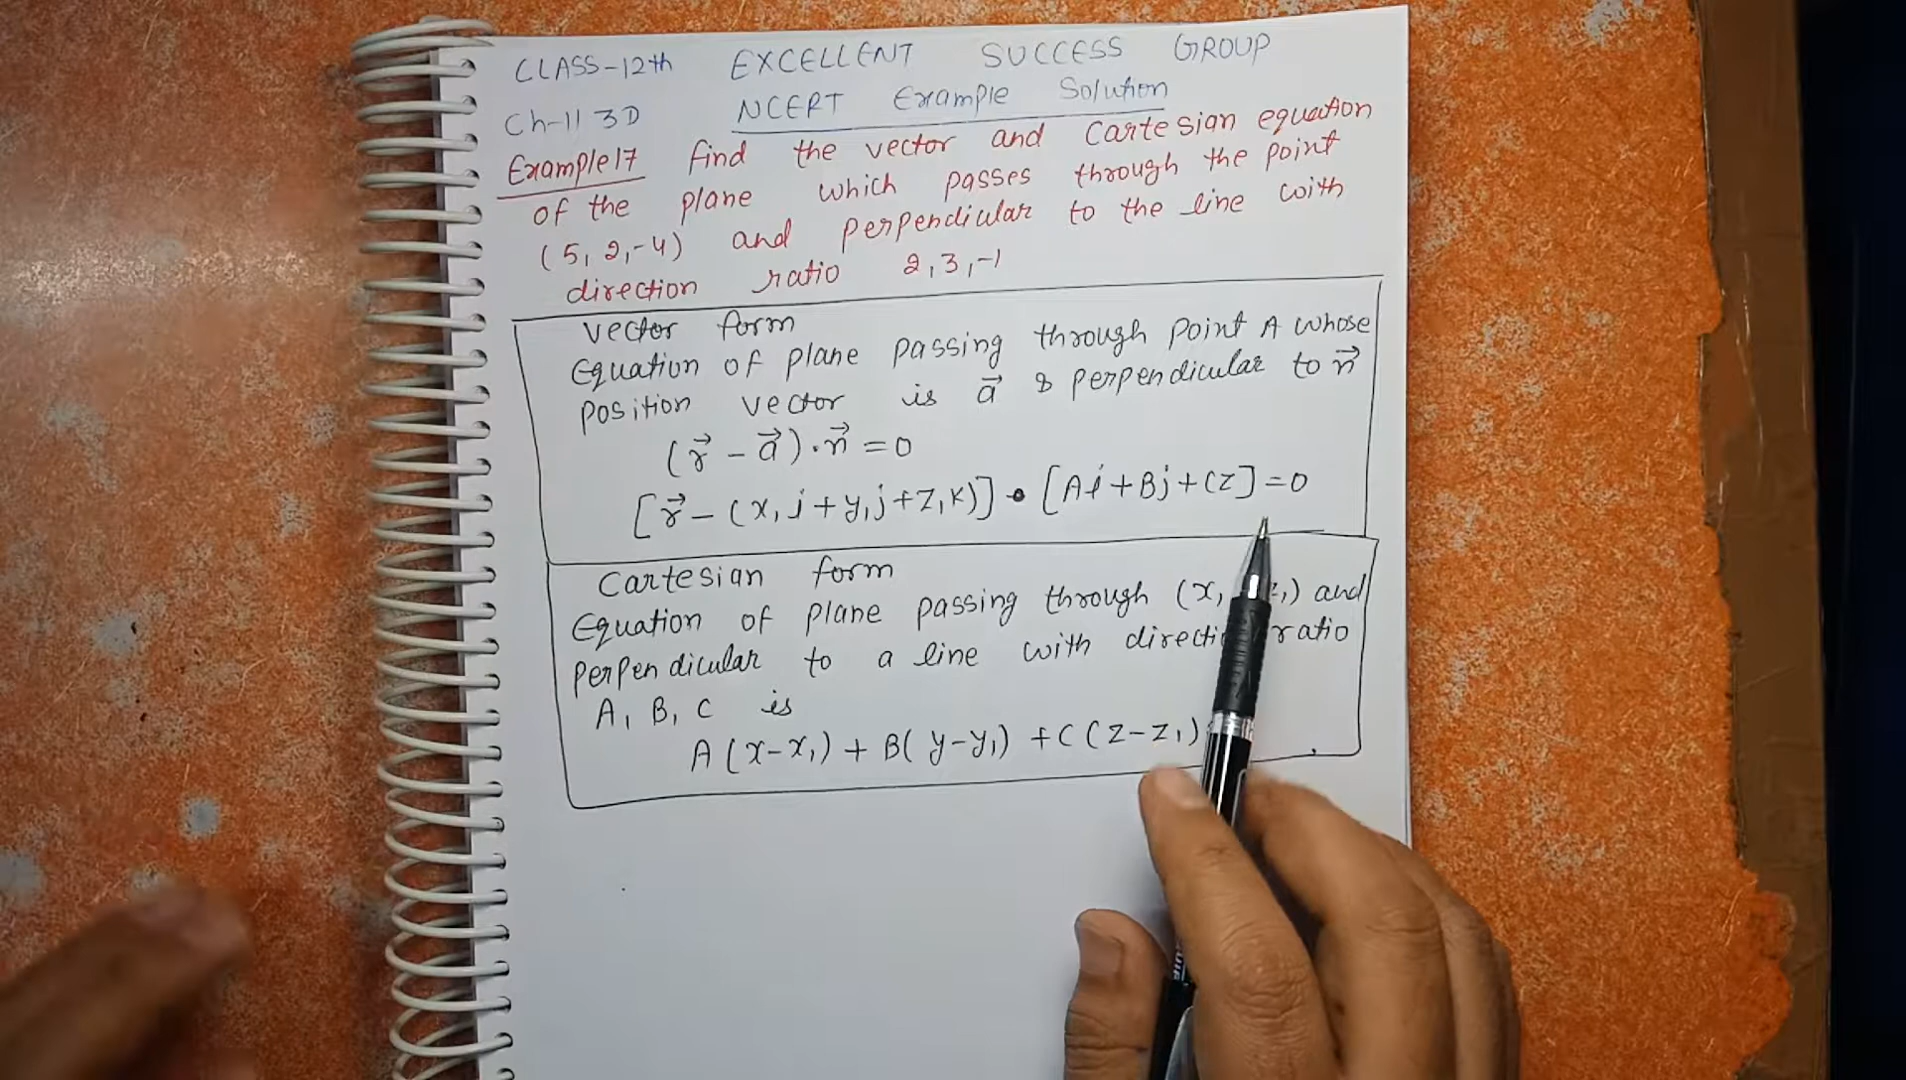 CLASS-12th EXCELLENT SUCCESS GROUP
Ch-11 3D NCERT Example Solution
Example17 find the vector and Cartesian equation
of the plane which passes through the point
(5, 2, -4) and perpendicular to the line with
direction ratio 2, 3, -1
vector form
Equation of plane passing through point A whose
position vector is a⃗ & perpendicular to n⃗
(r⃗ - a⃗).n⃗ = 0
[r⃗ - (x₁i + y₁j + z₁k)] • [Ai + Bj + CZ] = 0
Cartesian form
Equation of plane passing through (x₁ z₁) and
perpendicular to a line with ratio
A, B, C is
A(x-x₁) + B(y-y₁) + C(z-z₁)